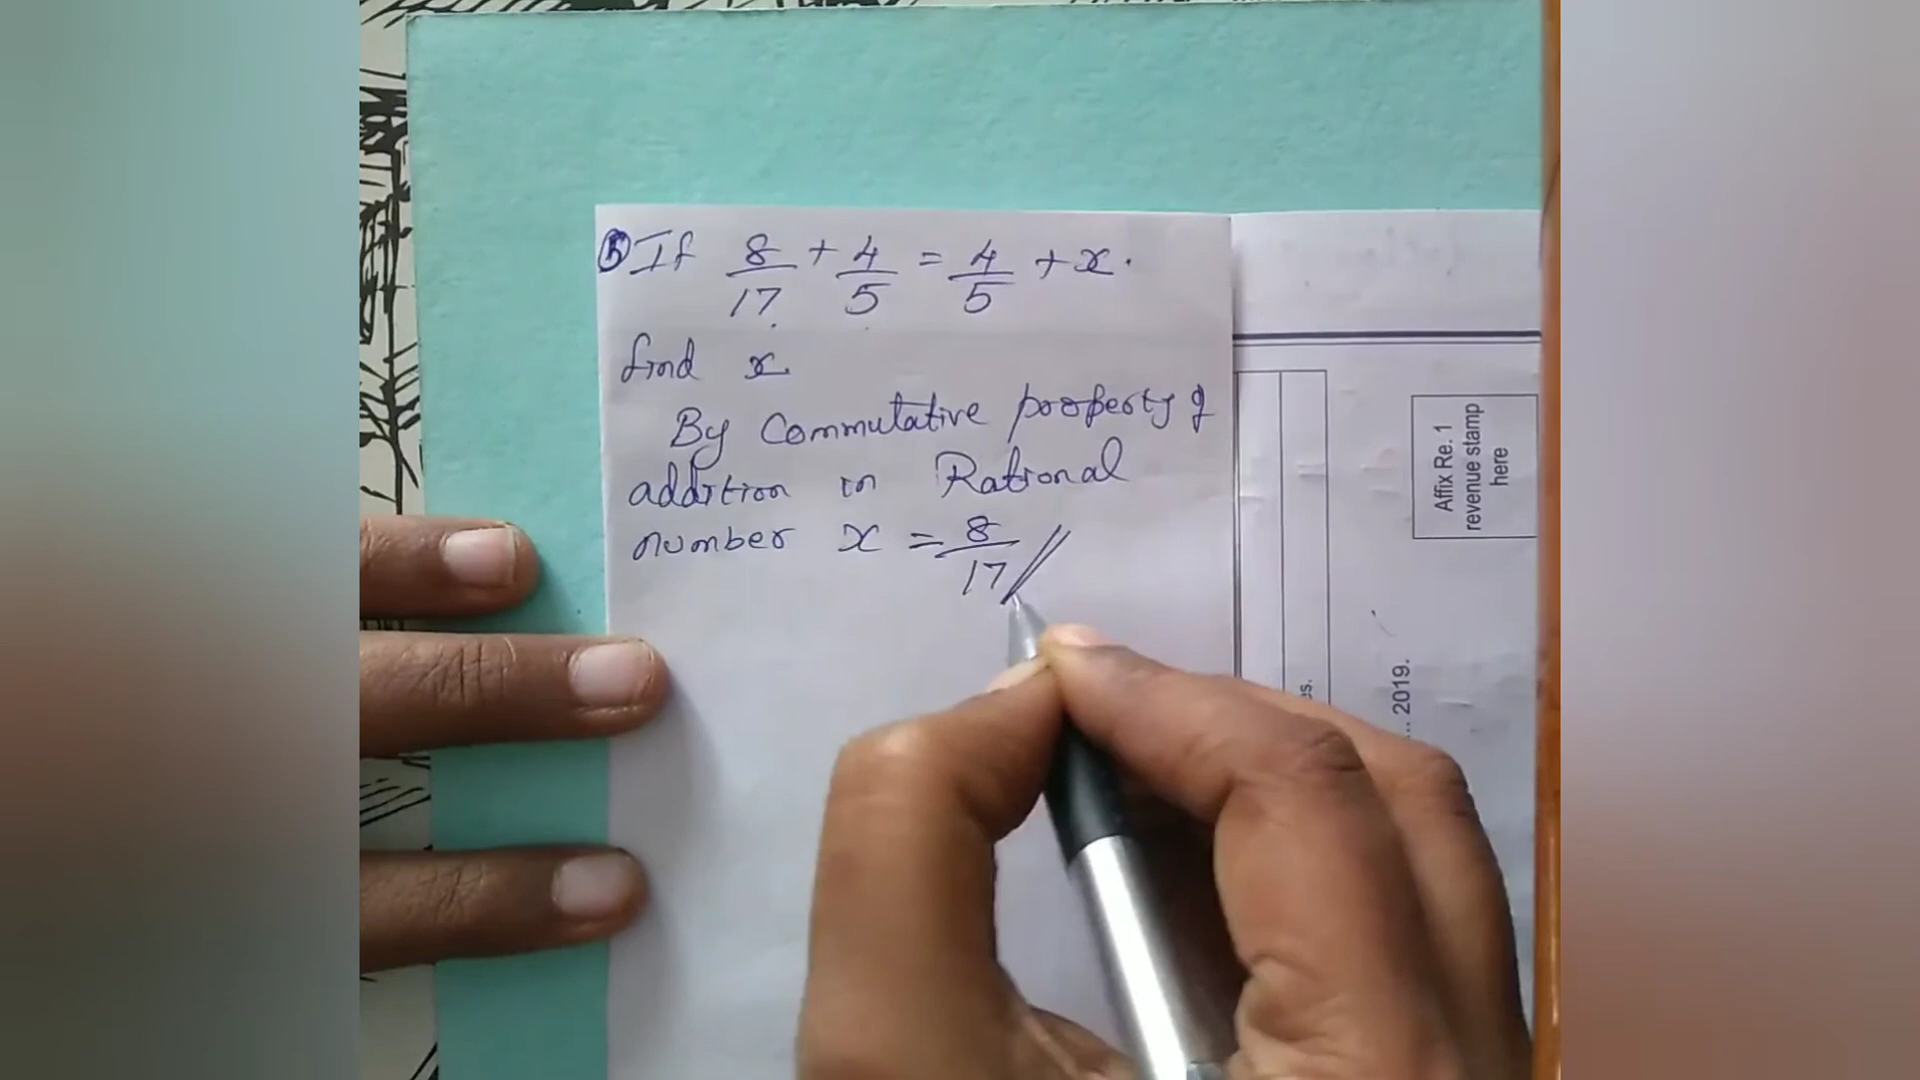 ⑤ If 8/17 + 4/5 = 4/5 + x.
find x.
By Commutative property of
addition in Rational
number x = 8/17 //
Affix Re. 1
revenue stamp
here
... 2019.
es.